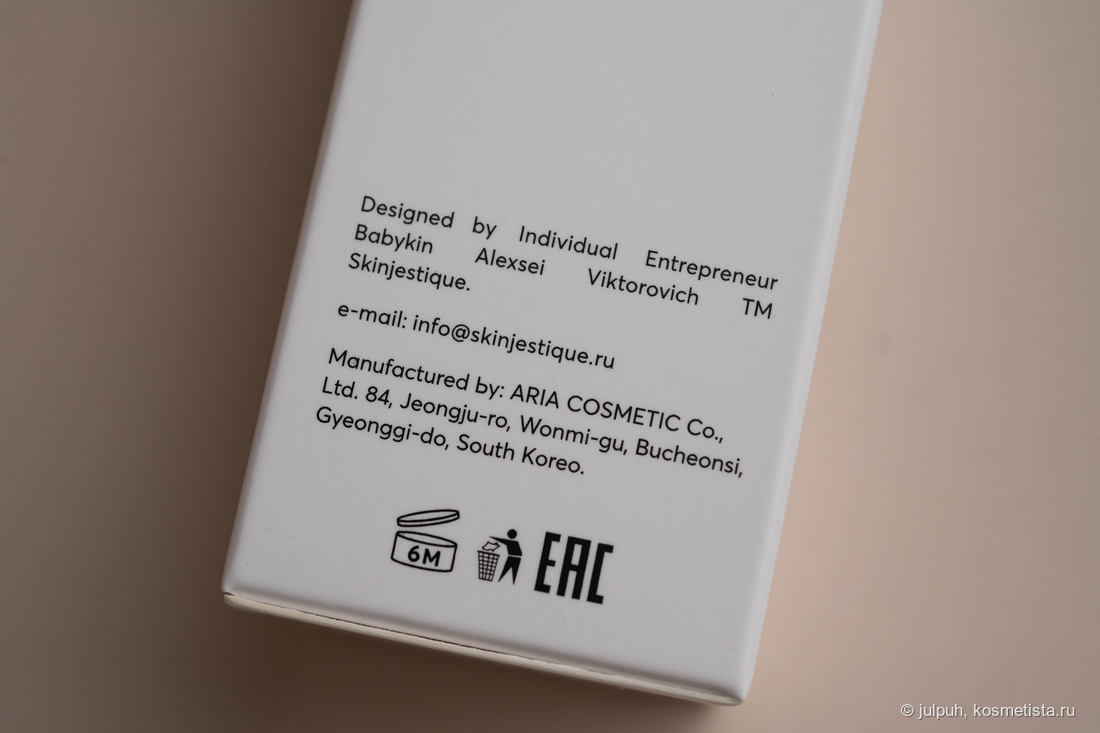 Designed by Individual Entrepreneur
Babykin Alexsei Viktorovich TM
Skinjestique.
e-mail: info@skinjestique.ru
Manufactured by: ARIA COSMETIC Co.,
Ltd. 84, Jeongju-ro, Wonmi-gu, Bucheonsi,
Gyeonggi-do, South Koreo.
6M
EAC
© julpuh, kosmetista.ru